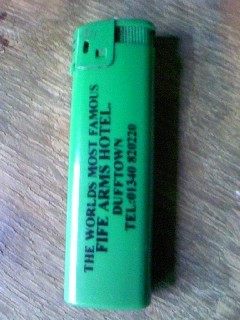 THE WORLDS MOST FAMOUS
FIFE ARMS HOTEL.
DUFFTOWN
TEL:01340 820220